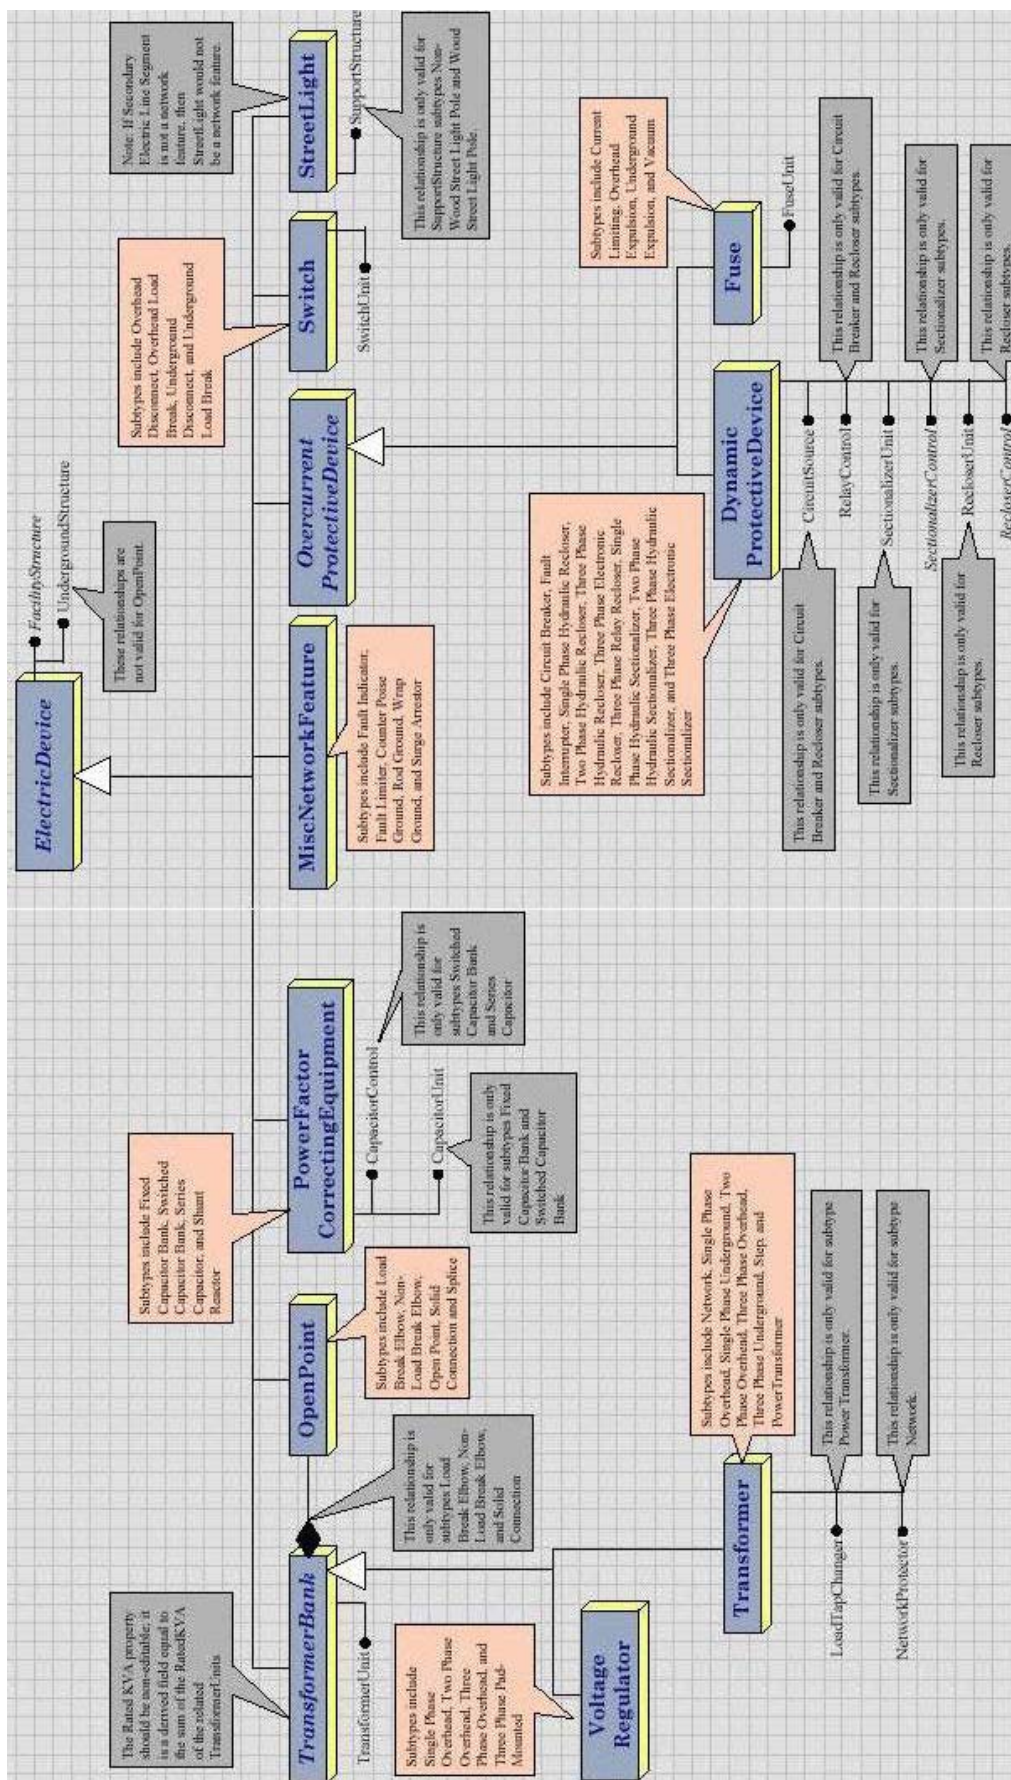 The Rated KVA property
should be non-editable; it
is a derived field equal to
the sum of the RatedKVA
of the related
TransformerUnits
TransformerBank
TransformerUnit
This relationship is
only valid for
subtypes Load
Break Elbow, Non-
Load Break Elbow,
and Solid
Connection
Subtypes include
Single Phase
Overhead, Two Phase
Overhead, Three
Phase Overhead, and
Three Phase Pad-
Mounted
Voltage
Regulator
Transformer
Subtypes include Network, Single Phase
Overhead, Single Phase Underground, Two
Phase Overhead, Three Phase Overhead,
Three Phase Underground, Step, and
PowerTransformer
LoadTapChanger
This relationship is only valid for subtype
Power Transformer.
NetworkProtector
This relationship is only valid for subtype
Network.
OpenPoint
Subtypes include Load
Break Elbow, Non-
Load Break Elbow,
Open Point, Solid
Connection and Splice
Subtypes include Fixed
Capacitor Bank, Switched
Capacitor Bank, Series
Capacitor, and Shunt
Reactor
PowerFactor
CorrectingEquipment
CapacitorControl
This relationship is
only valid for
subtypes Switched
Capacitor Bank
and Series
Capacitor
CapacitorUnit
This relationship is only
valid for subtypes Fixed
Capacitor Bank and
Switched Capacitor
Bank
ElectricDevice
FacilityStructure
UndergroundStructure
These relationships are
not valid for OpenPoint.
MiscNetworkFeature
Subtypes include Fault Indicator,
Fault Limiter, Counter Poise
Ground, Rod Ground, Wrap
Ground, and Surge Arrestor
Overcurrent
ProtectiveDevice
Subtypes include Overhead
Disconnect, Overhead Load
Break, Underground
Disconnect, and Underground
Load Break
Switch
SwitchUnit
Note: If Secondary
Electric Line Segment
is not a network
feature, then
StreetLight would not
be a network feature.
StreetLight
SupportStructure
This relationship is only valid for
SupportStructure subtypes Non-
Wood Street Light Pole and Wood
Street Light Pole.
Subtypes include Circuit Breaker, Fault
Interrupter, Single Phase Hydraulic Recloser,
Two Phase Hydraulic Recloser, Three Phase
Hydraulic Recloser, Three Phase Electronic
Recloser, Three Phase Relay Recloser, Single
Phase Hydraulic Sectionalizer, Two Phase
Hydraulic Sectionalizer, Three Phase Hydraulic
Sectionalizer, and Three Phase Electronic
Sectionalizer
Dynamic
ProtectiveDevice
Subtypes include Current
Limiting, Overhead
Expulsion, Underground
Expulsion, and Vacuum
Fuse
FuseUnit
This relationship is only valid for Circuit
Breaker and Recloser subtypes.
CircuitSource
RelayControl
This relationship is only valid for Circuit
Breaker and Recloser subtypes.
This relationship is only valid for
Sectionalizer subtypes.
SectionalizerUnit
SectionalizerControl
This relationship is only valid for
Sectionalizer subtypes.
This relationship is only valid for
Recloser subtypes.
RecloserUnit
RecloserControl
This relationship is only valid for
Recloser subtypes.